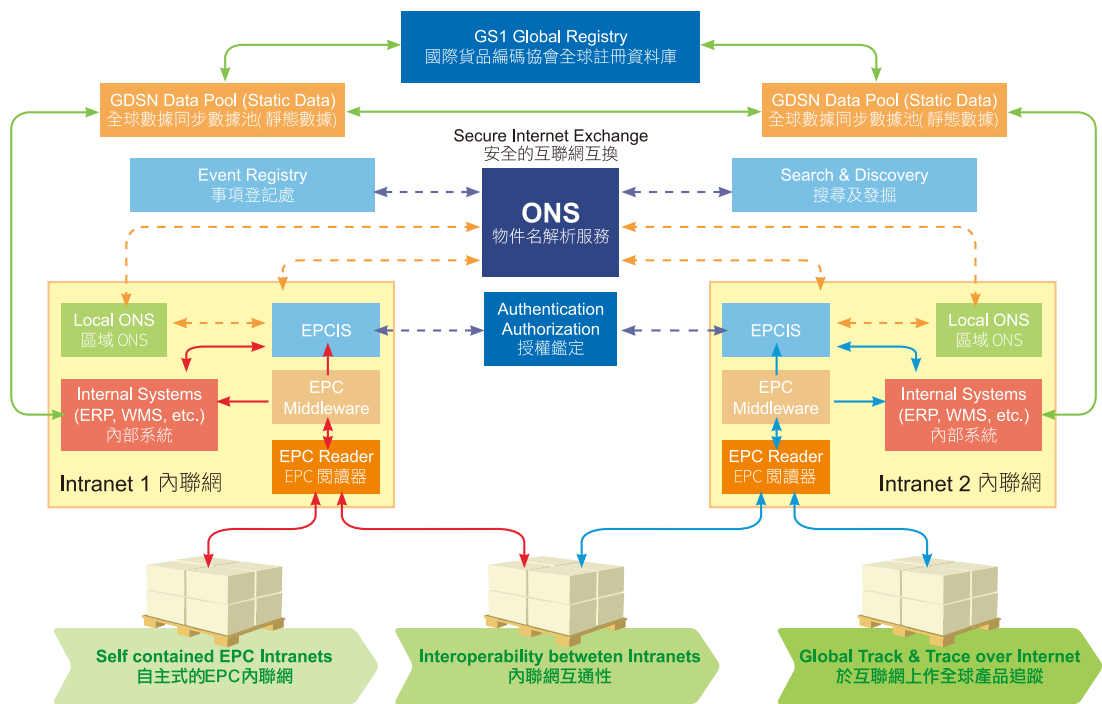 GS1 Global Registry
國際貨品編碼協會全球註冊資料庫
GDSN Data Pool (Static Data)
全球數據同步數據池( 靜態數據)
GDSN Data Pool (Static Data)
全球數據同步數據池( 靜態數據)
Secure Internet Exchange
安全的互聯網互換
Event Registry
事項登記處
ONS
物件名解析服務
Search & Discovery
搜尋及發掘
Local ONS
區域 ONS
EPCIS
Authentication
Authorization
授權鑑定
EPCIS
Local ONS
區域 ONS
Internal Systems
(ERP, WMS, etc.)
內部系統
EPC
Middleware
EPC
Middleware
Internal Systems
(ERP, WMS, etc.)
內部系統
EPC Reader
EPC 閱讀器
EPC Reader
EPC 閱讀器
Intranet 1 內聯網
Intranet 2 內聯網
Self contained EPC Intranets
自主式的EPC內聯網
Interoperability betweten Intranets
內聯網互通性
Global Track & Trace over Internet
於互聯網上作全球產品追蹤